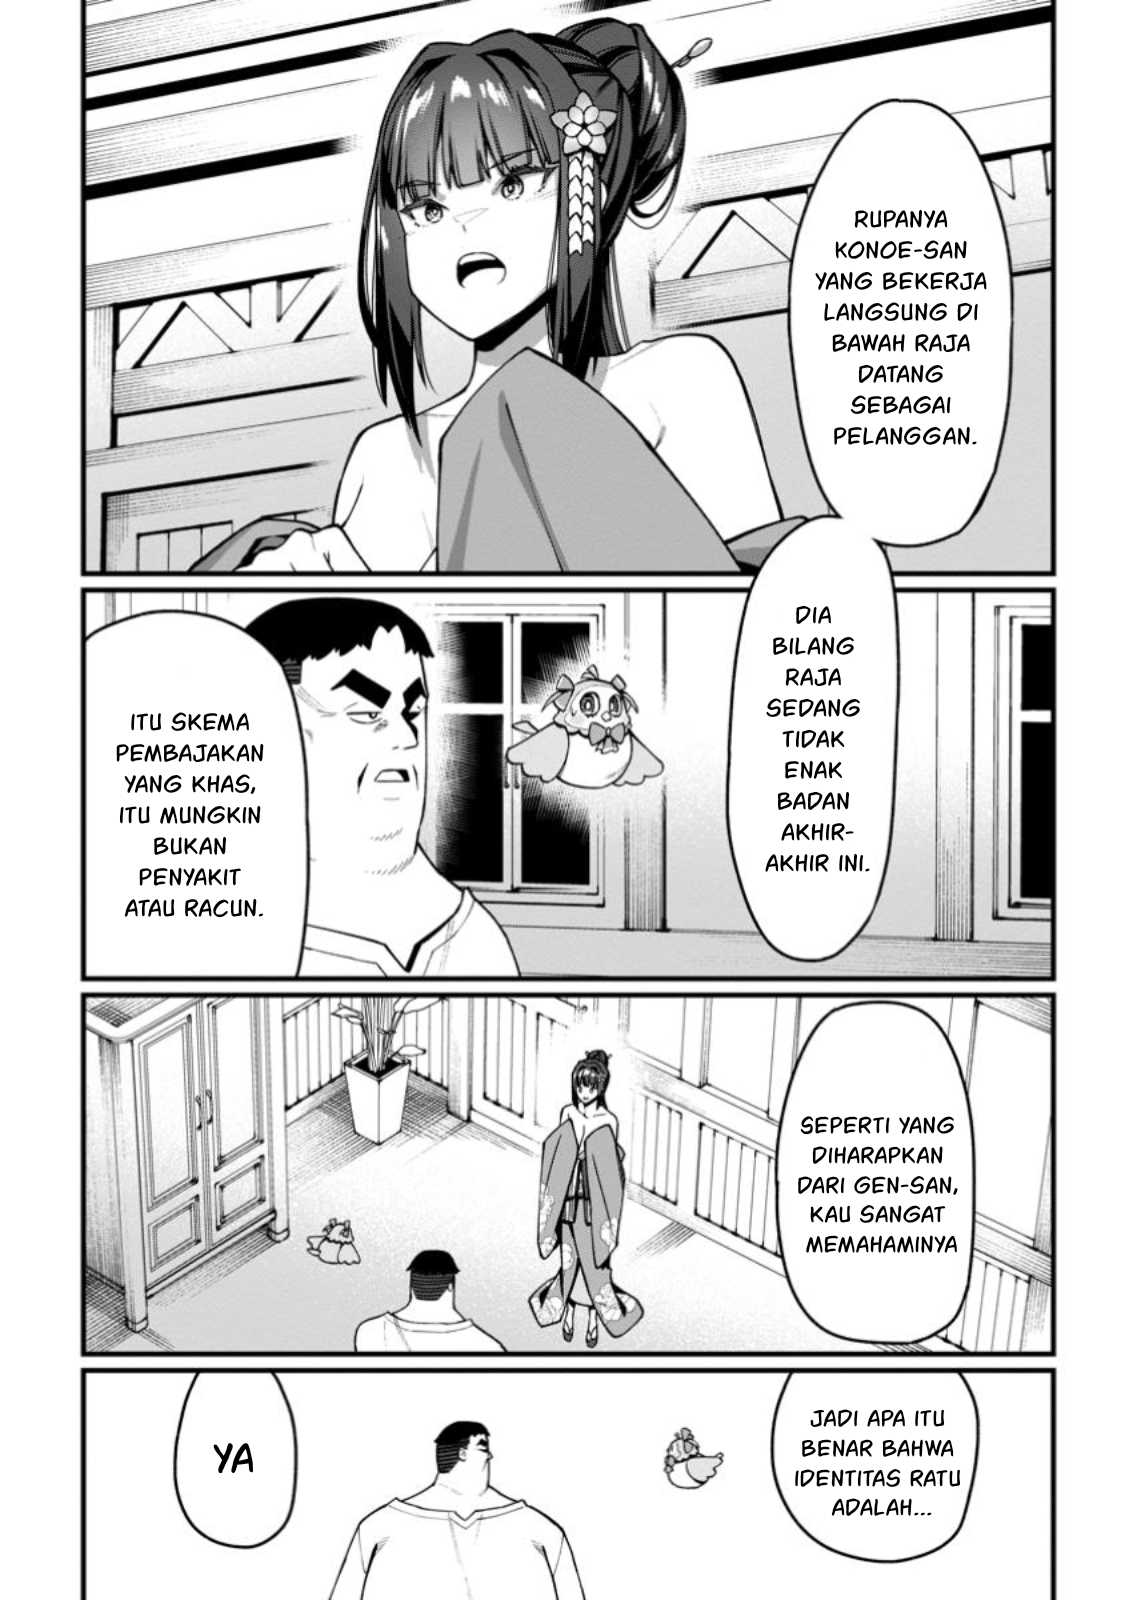 RUPANYA
KONOE-SAN
YANG BEKERJA
LANGSUNG DI
BAWAH RAJA
DATANG
SEBAGAI
PELANGGAN.
DIA
BILANG
RAJA
SEDANG
TIDAK
ENAK
BADAN
AKHIR-
AKHIR INI.
ITU SKEMA
PEMBAJAKAN
YANG KHAS,
ITU MUNGKIN
BUKAN
PENYAKIT
ATAU RACUN.
SEPERTI YANG
DIHARAPKAN
DARI GEN-SAN,
KAU SANGAT
MEMAHAMINYA
JADI APA ITU
BENAR BAHWA
IDENTITAS RATU
ADALAH...
YA